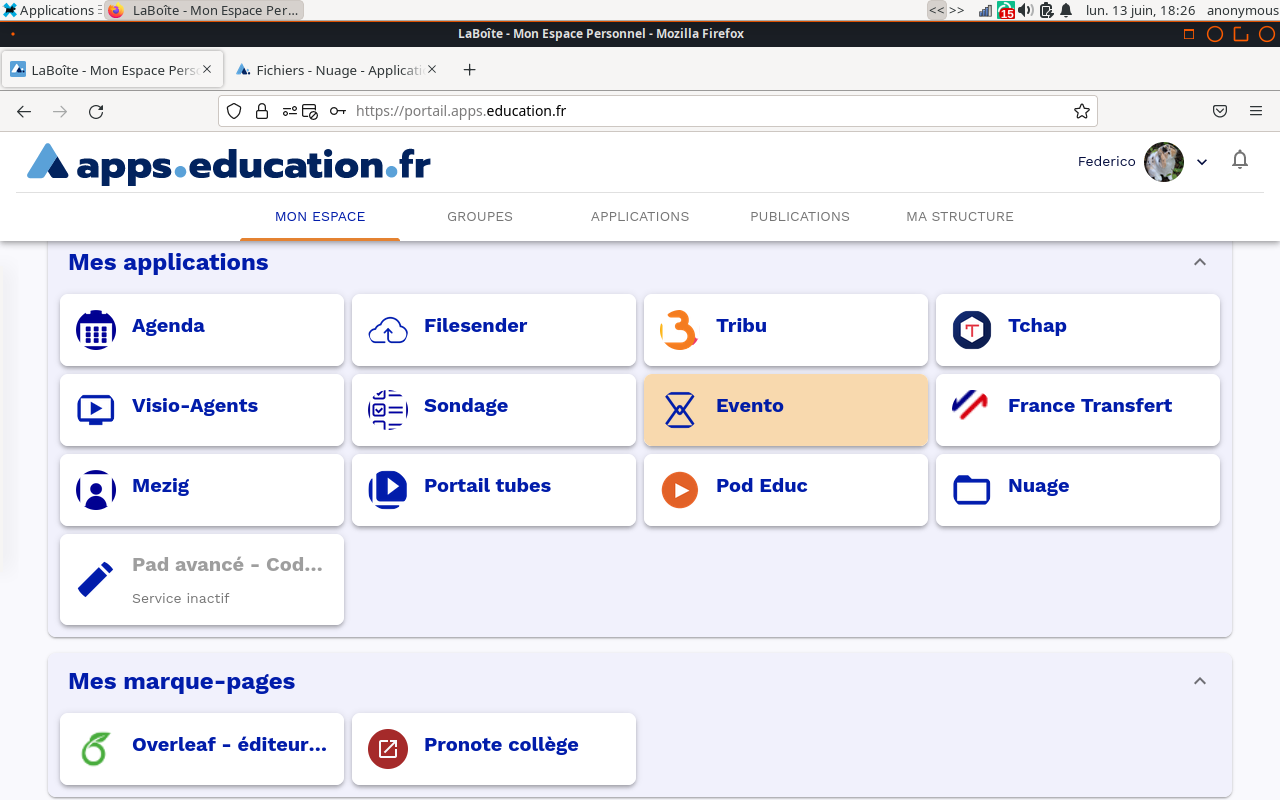 Applications
LaBoîte - Mon Espace Per...
<< >>
15
lun. 13 juin, 18:26
anonymous
LaBoîte - Mon Espace Personnel - Mozilla Firefox
LaBoîte - Mon Espace Perso
Fichiers - Nuage - Applicati
https://portail.apps.education.fr
apps.education.fr
Federico
MON ESPACE
GROUPES
APPLICATIONS
PUBLICATIONS
MA STRUCTURE
Mes applications
Agenda
Filesender
Tribu
Tchap
Visio-Agents
Sondage
Evento
France Transfert
Mezig
Portail tubes
Pod Educ
Nuage
Pad avancé - Cod...
Service inactif
Mes marque-pages
Overleaf - éditeur...
Pronote collège